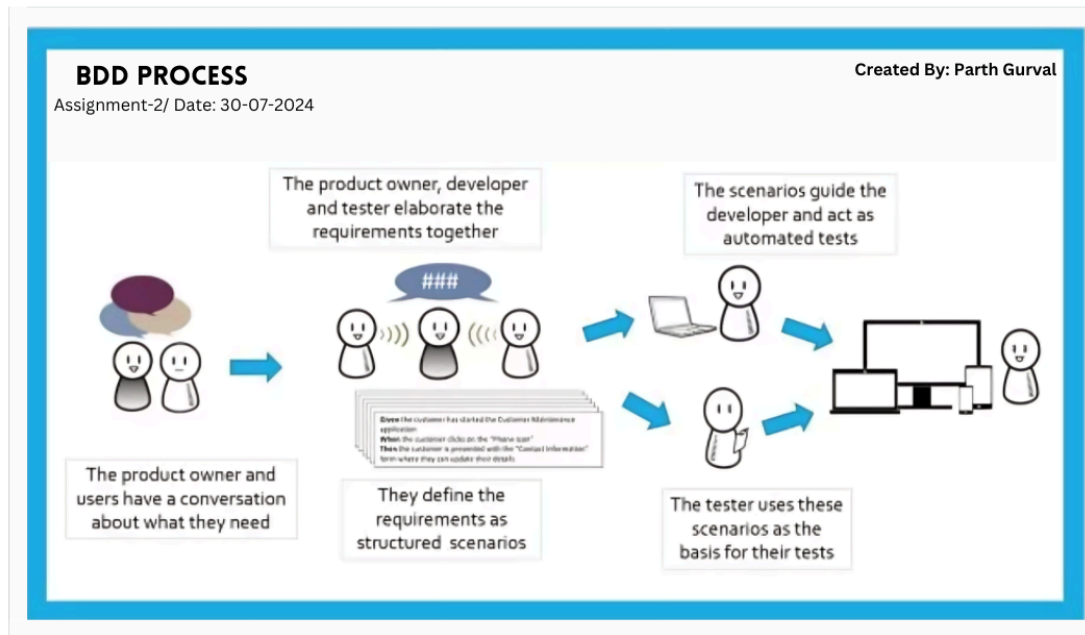 BDD PROCESS
Created By: Parth Gurval
Assignment-2/ Date: 30-07-2024
The product owner, developer
and tester elaborate the
requirements together
The scenarios guide the
developer and act as
automated tests
###
Given the customer has started the Customer Maintenance
application
When the customer clicks on the "Phone icon"
Then the customer is presented with the "Contact Information"
form where they can update their details
The product owner and
users have a conversation
about what they need
They define the
requirements as
structured scenarios
The tester uses these
scenarios as the
basis for their tests